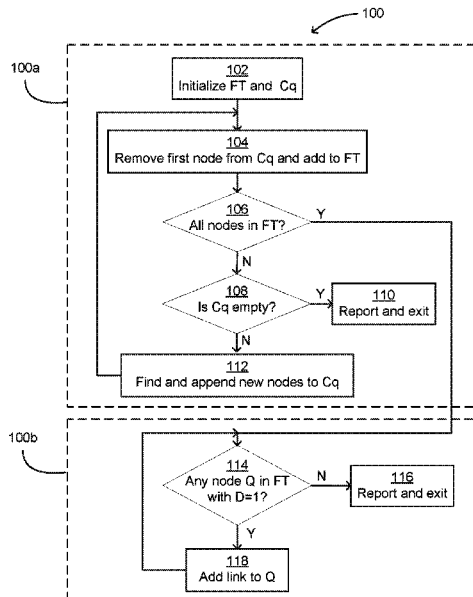 100
100a
102
Initialize FT and Cq
104
Remove first node from Cq and add to FT
106
All nodes in FT?
Y
N
108
Is Cq empty?
Y
110
Report and exit
N
112
Find and append new nodes to Cq
100b
114
Any node Q in FT
with D=1?
N
116
Report and exit
Y
118
Add link to Q